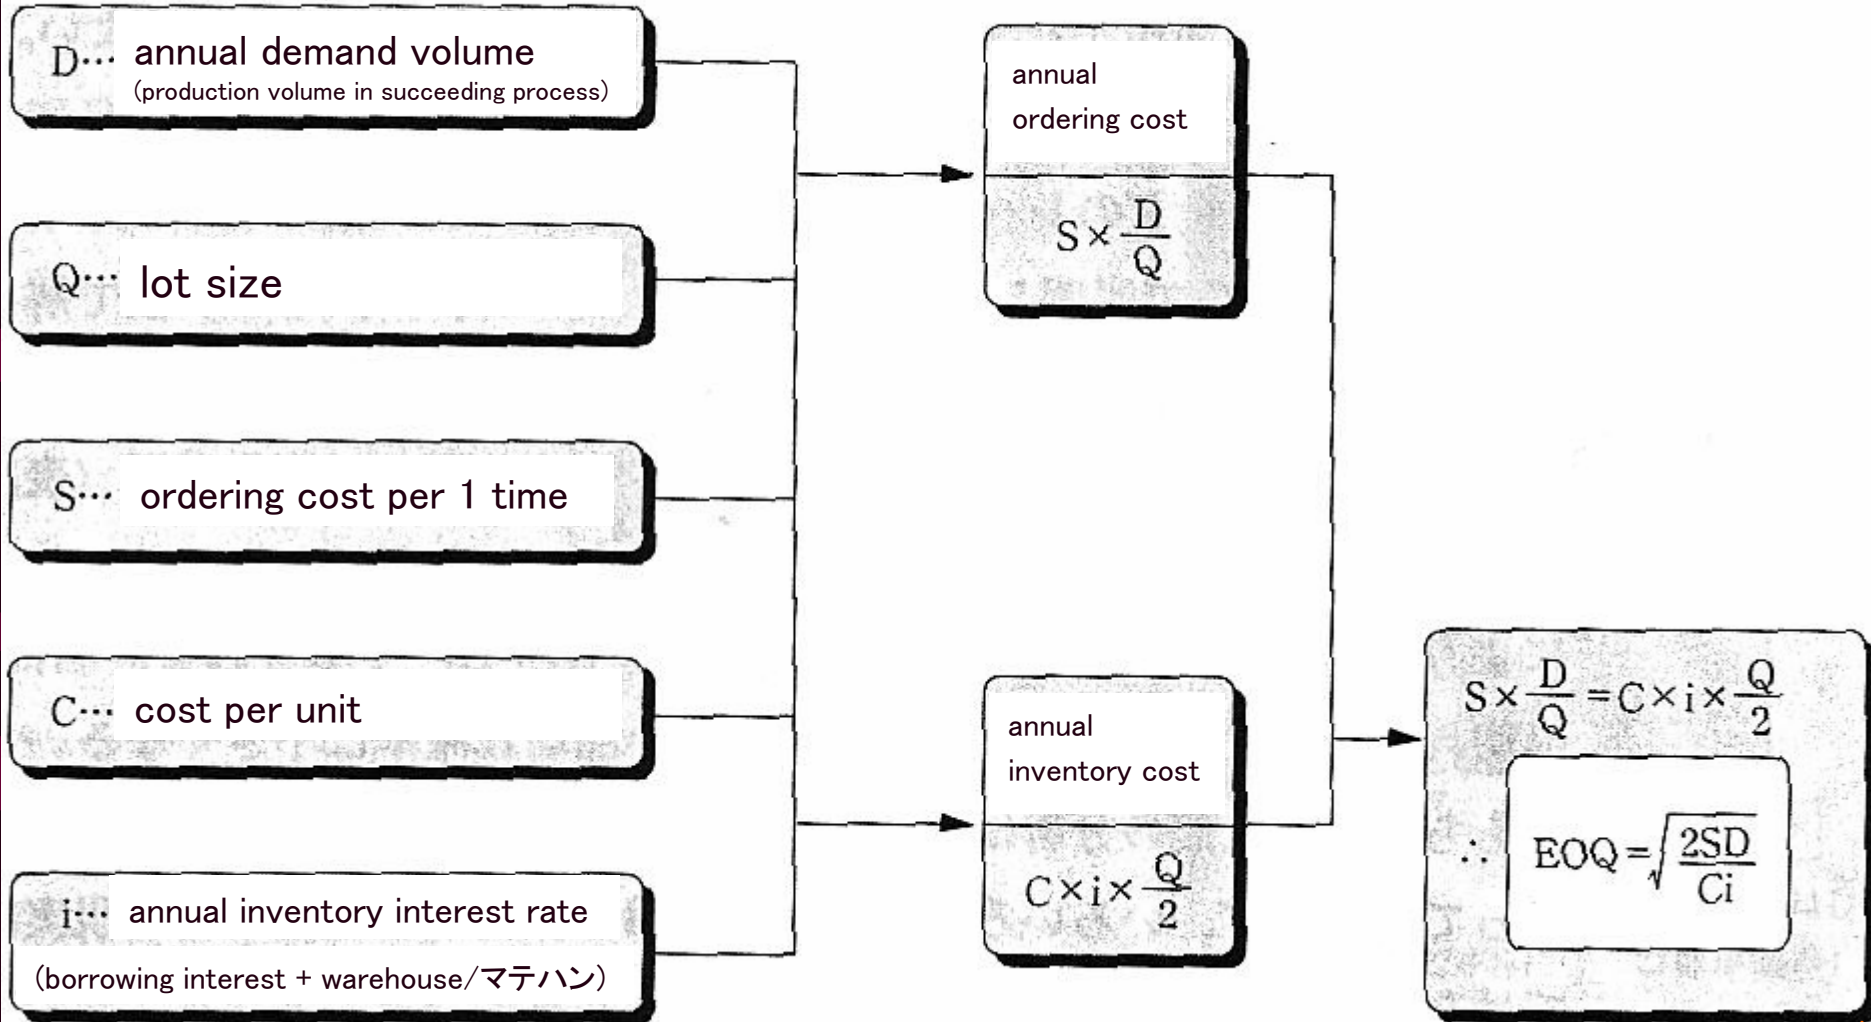 D… annual demand volume
(production volume in succeeding process)
Q… lot size
S… ordering cost per 1 time
C… cost per unit
i… annual inventory interest rate
(borrowing interest + warehouse/マテハン)
annual
ordering cost
S×D/Q
annual
inventory cost
C×i×Q/2
S×D/Q=C×i×Q/2
∴ EOQ=√(2SD/Ci)